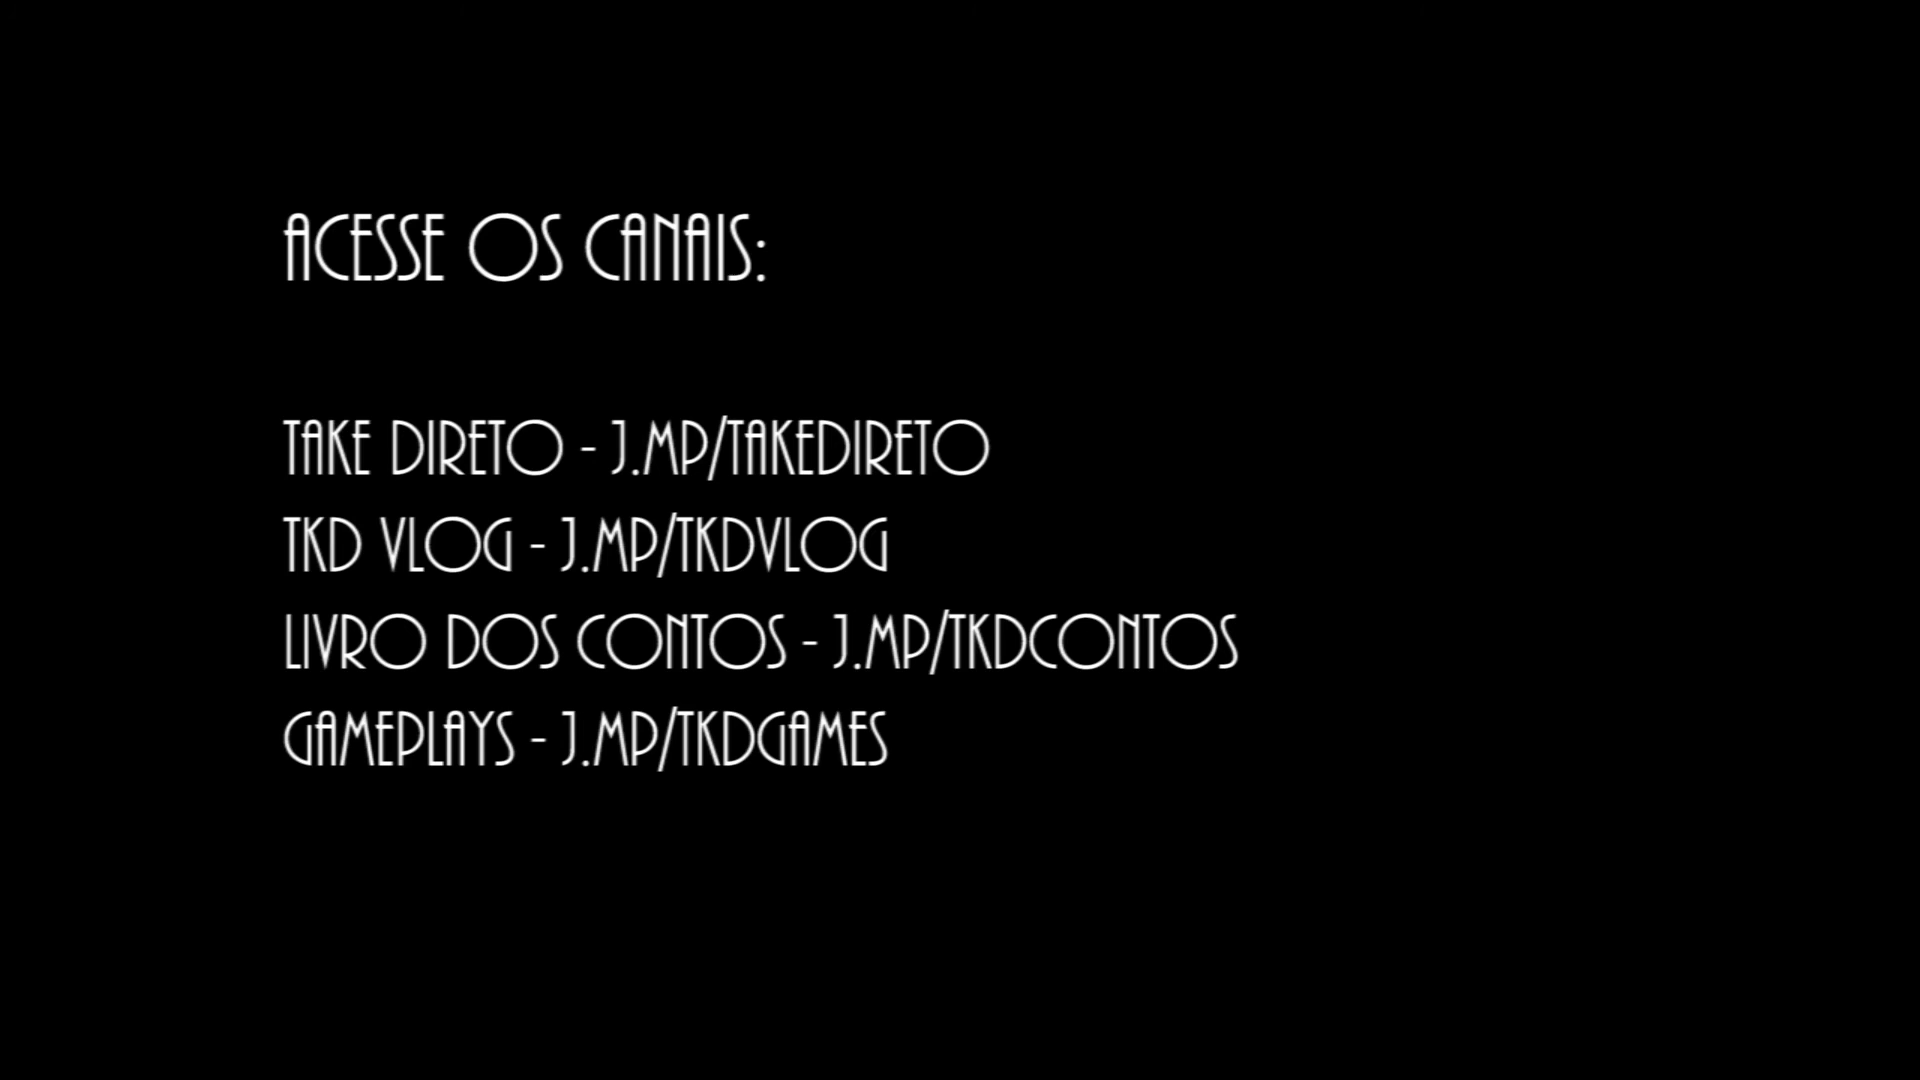 ACESSE OS CANAIS:
TAKE DIRETO - J.MP/TAKEDIRETO
TKD VLOG - J.MP/TKDVLOG
LIVRO DOS CONTOS - J.MP/TKDCONTOS
GAMEPLAYS - J.MP/TKDGAMES